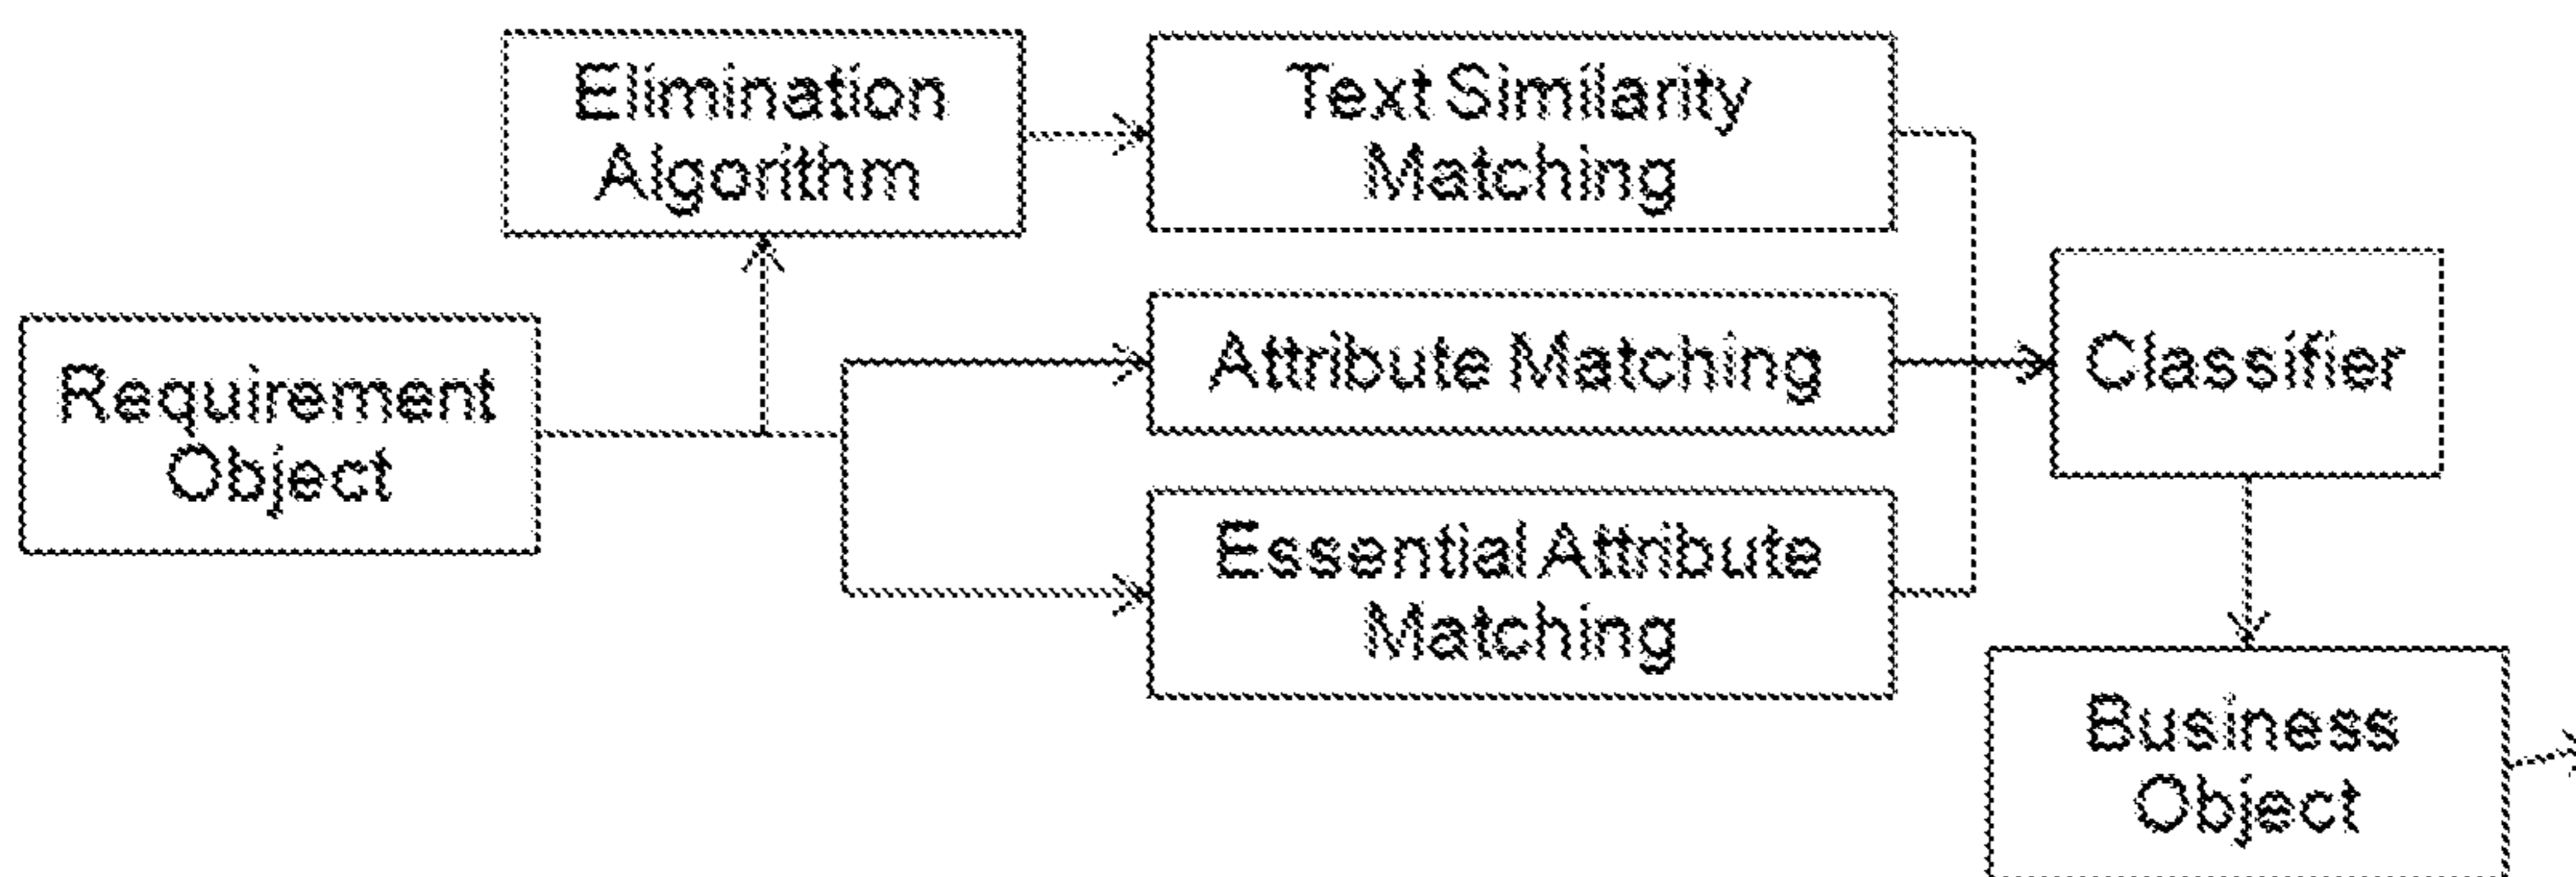 Elimination
Algorithm
Text Similarity
Matching
Requirement
Object
Attribute Matching
Classifier
Essential Attribute
Matching
Business
Object